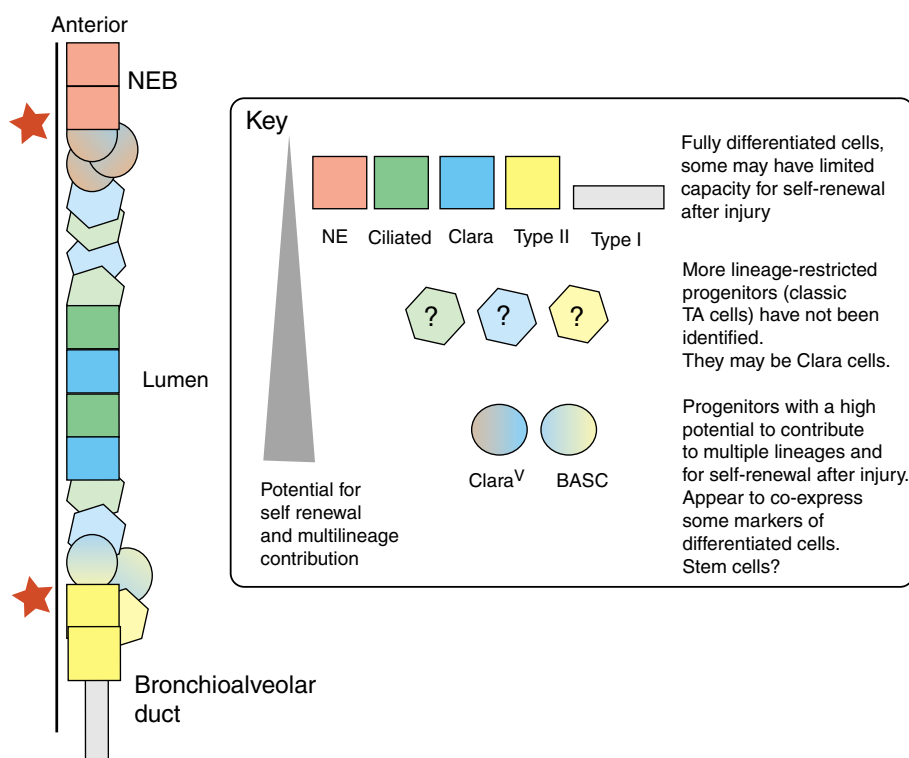 Anterior
NEB
Lumen
Bronchioalveolar
duct
Key
NE
Ciliated
Clara
Type II
Type I
Fully differentiated cells,
some may have limited
capacity for self-renewal
after injury
?
?
?
More lineage-restricted
progenitors (classic
TA cells) have not been
identified.
They may be Clara cells.
Clara^V
BASC
Progenitors with a high
potential to contribute
to multiple lineages and
for self-renewal after injury.
Appear to co-express
some markers of
differentiated cells.
Stem cells?
Potential for
self renewal
and multilineage
contribution